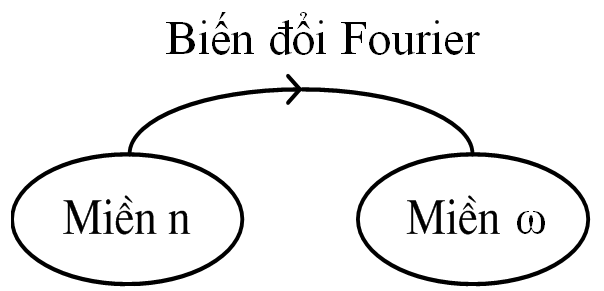 Biến đổi Fourier
Miền n
Miền ω